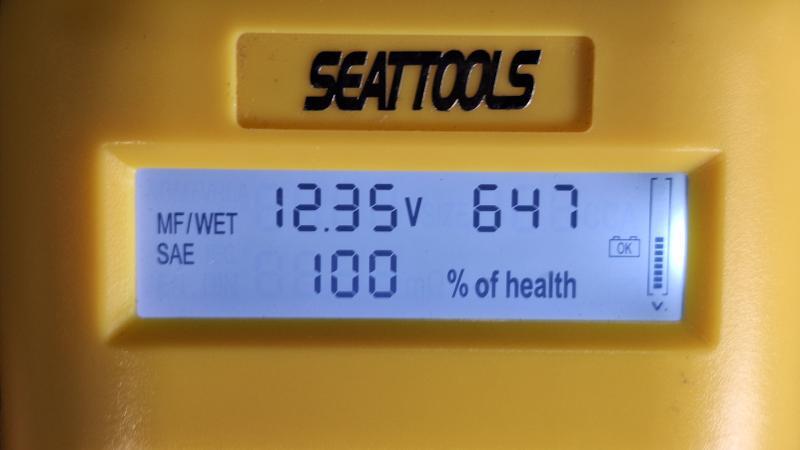 SEATTOOLS
MF/WET 12.35V 647
SAE OK
100 % of health